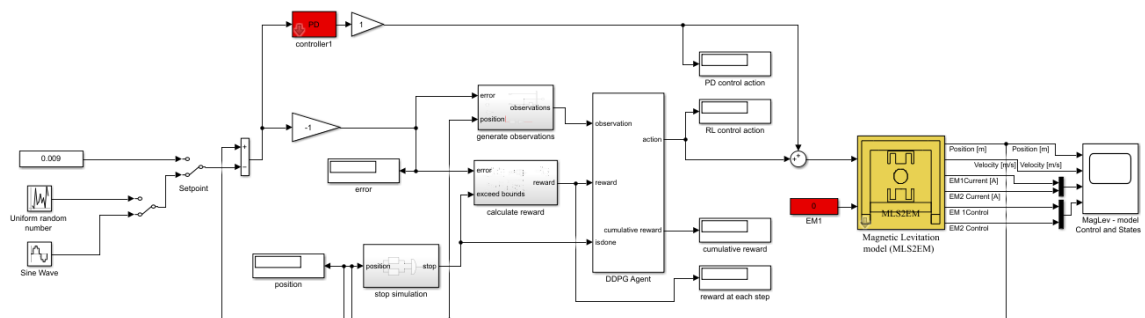 PD
controller1
1
PD control action
error
observations
position
generate observations
RL control action
observation
action
reward
cumulative reward
isdone
DDPG Agent
-1
error
error
reward
exceed bounds
calculate reward
0.009
Setpoint
+
−
Uniform random
number
Sine Wave
position
position
stop
stop simulation
cumulative reward
reward at each step
+
+
0
EM1
MLS2EM
Magnetic Levitation
model (MLS2EM)
Position [m]
Position [m]
Velocity [m/s]
Velocity [m/s]
EM1Current [A]
EM2 Current [A]
EM 1Control
EM2 Control
MagLev - model
Control and States